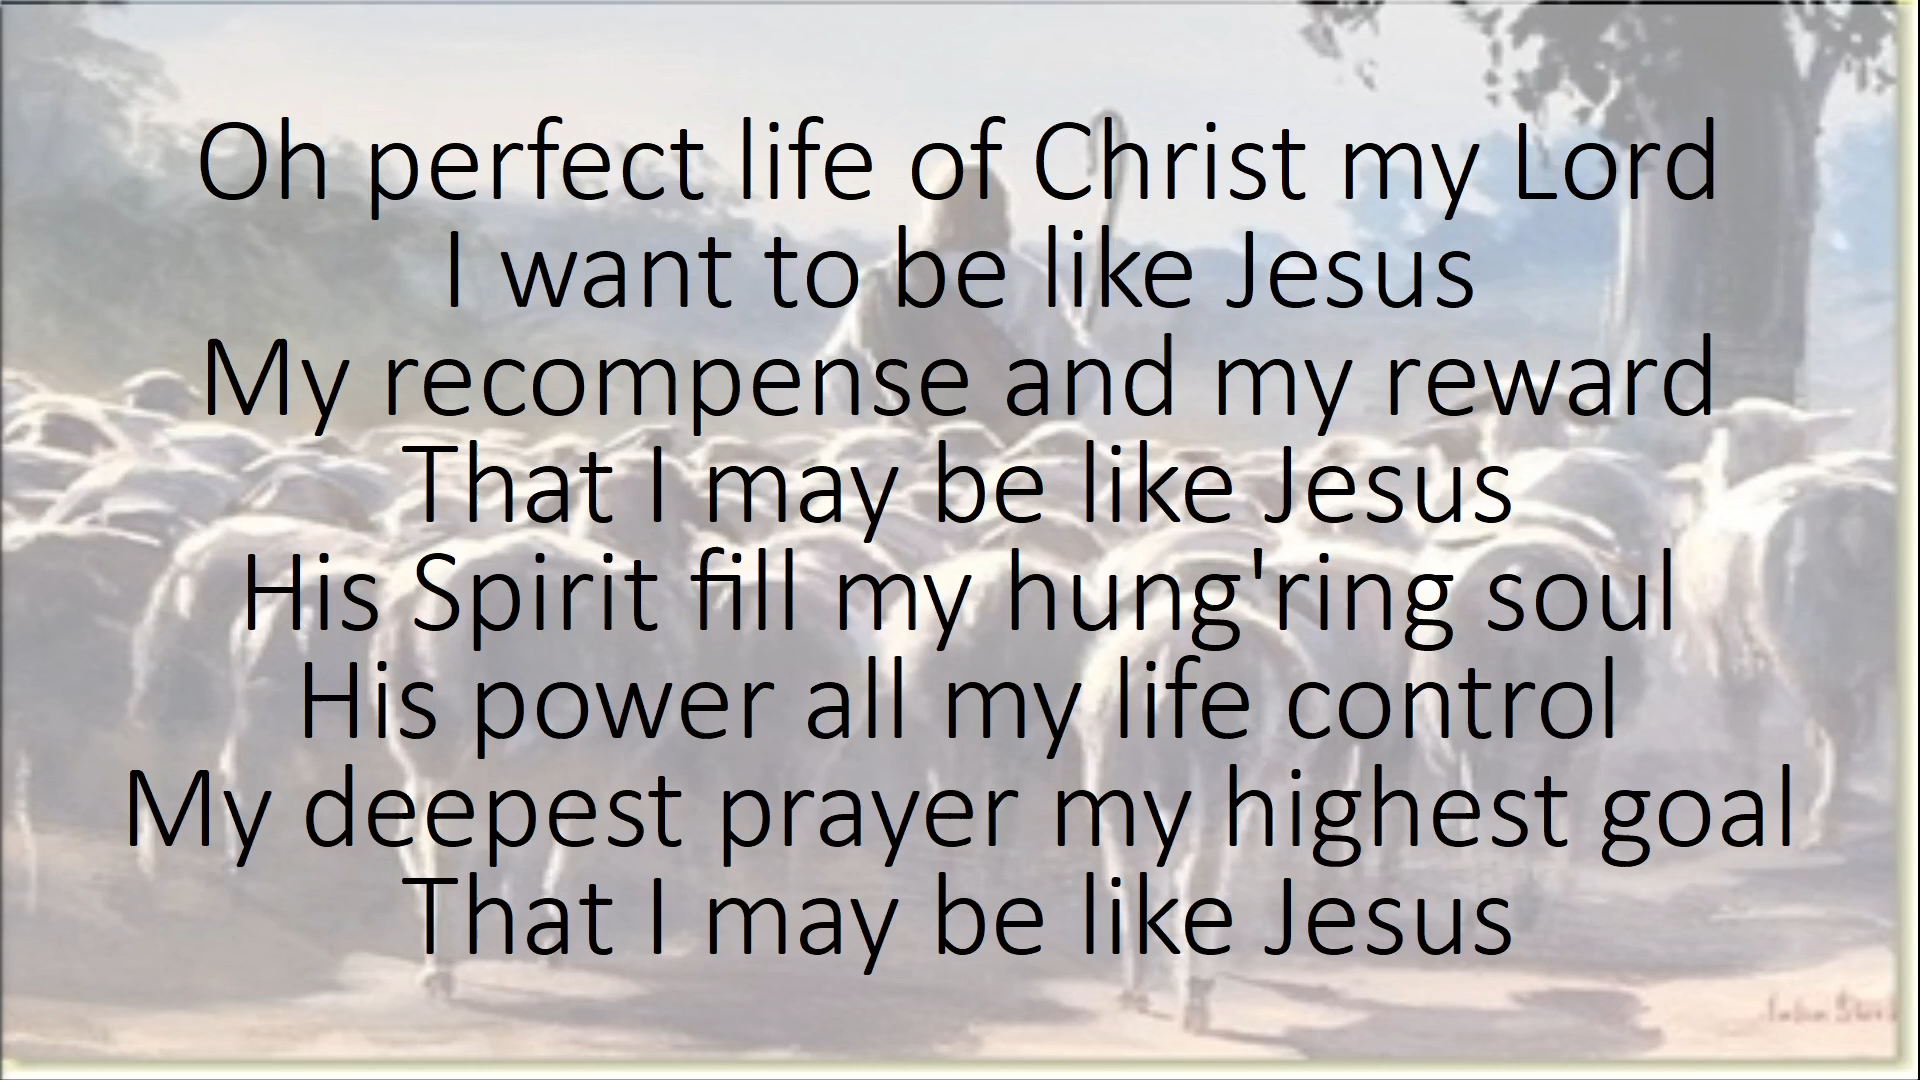 Oh perfect life of Christ my Lord
I want to be like Jesus
My recompense and my reward
That I may be like Jesus
His Spirit fill my hung'ring soul
His power all my life control
My deepest prayer my highest goal
That I may be like Jesus